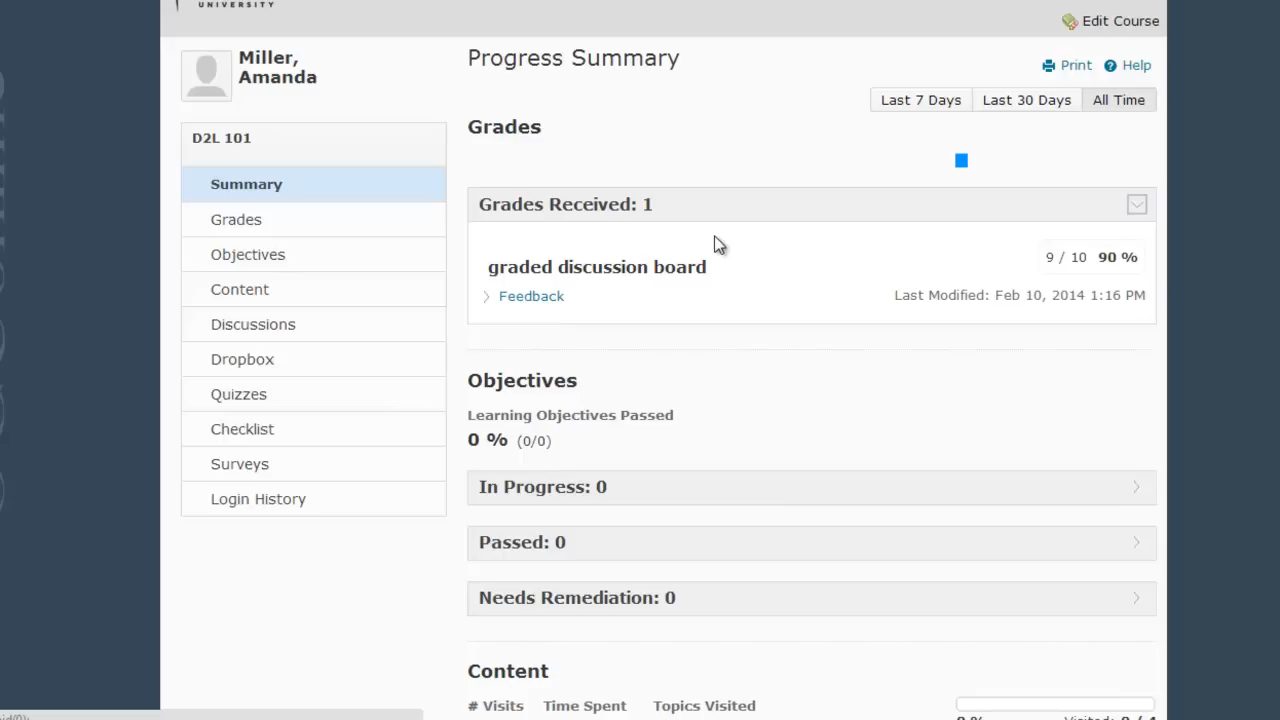 UNIVERSITY
Edit Course
Miller,
Amanda
Progress Summary
Print Help
Last 7 Days Last 30 Days All Time
D2L 101
Summary
Grades
Objectives
Content
Discussions
Dropbox
Quizzes
Checklist
Surveys
Login History
Grades
Grades Received: 1
graded discussion board
9 / 10 90 %
Feedback
Last Modified: Feb 10, 2014 1:16 PM
Objectives
Learning Objectives Passed
0 % (0/0)
In Progress: 0
Passed: 0
Needs Remediation: 0
Content
# Visits Time Spent Topics Visited